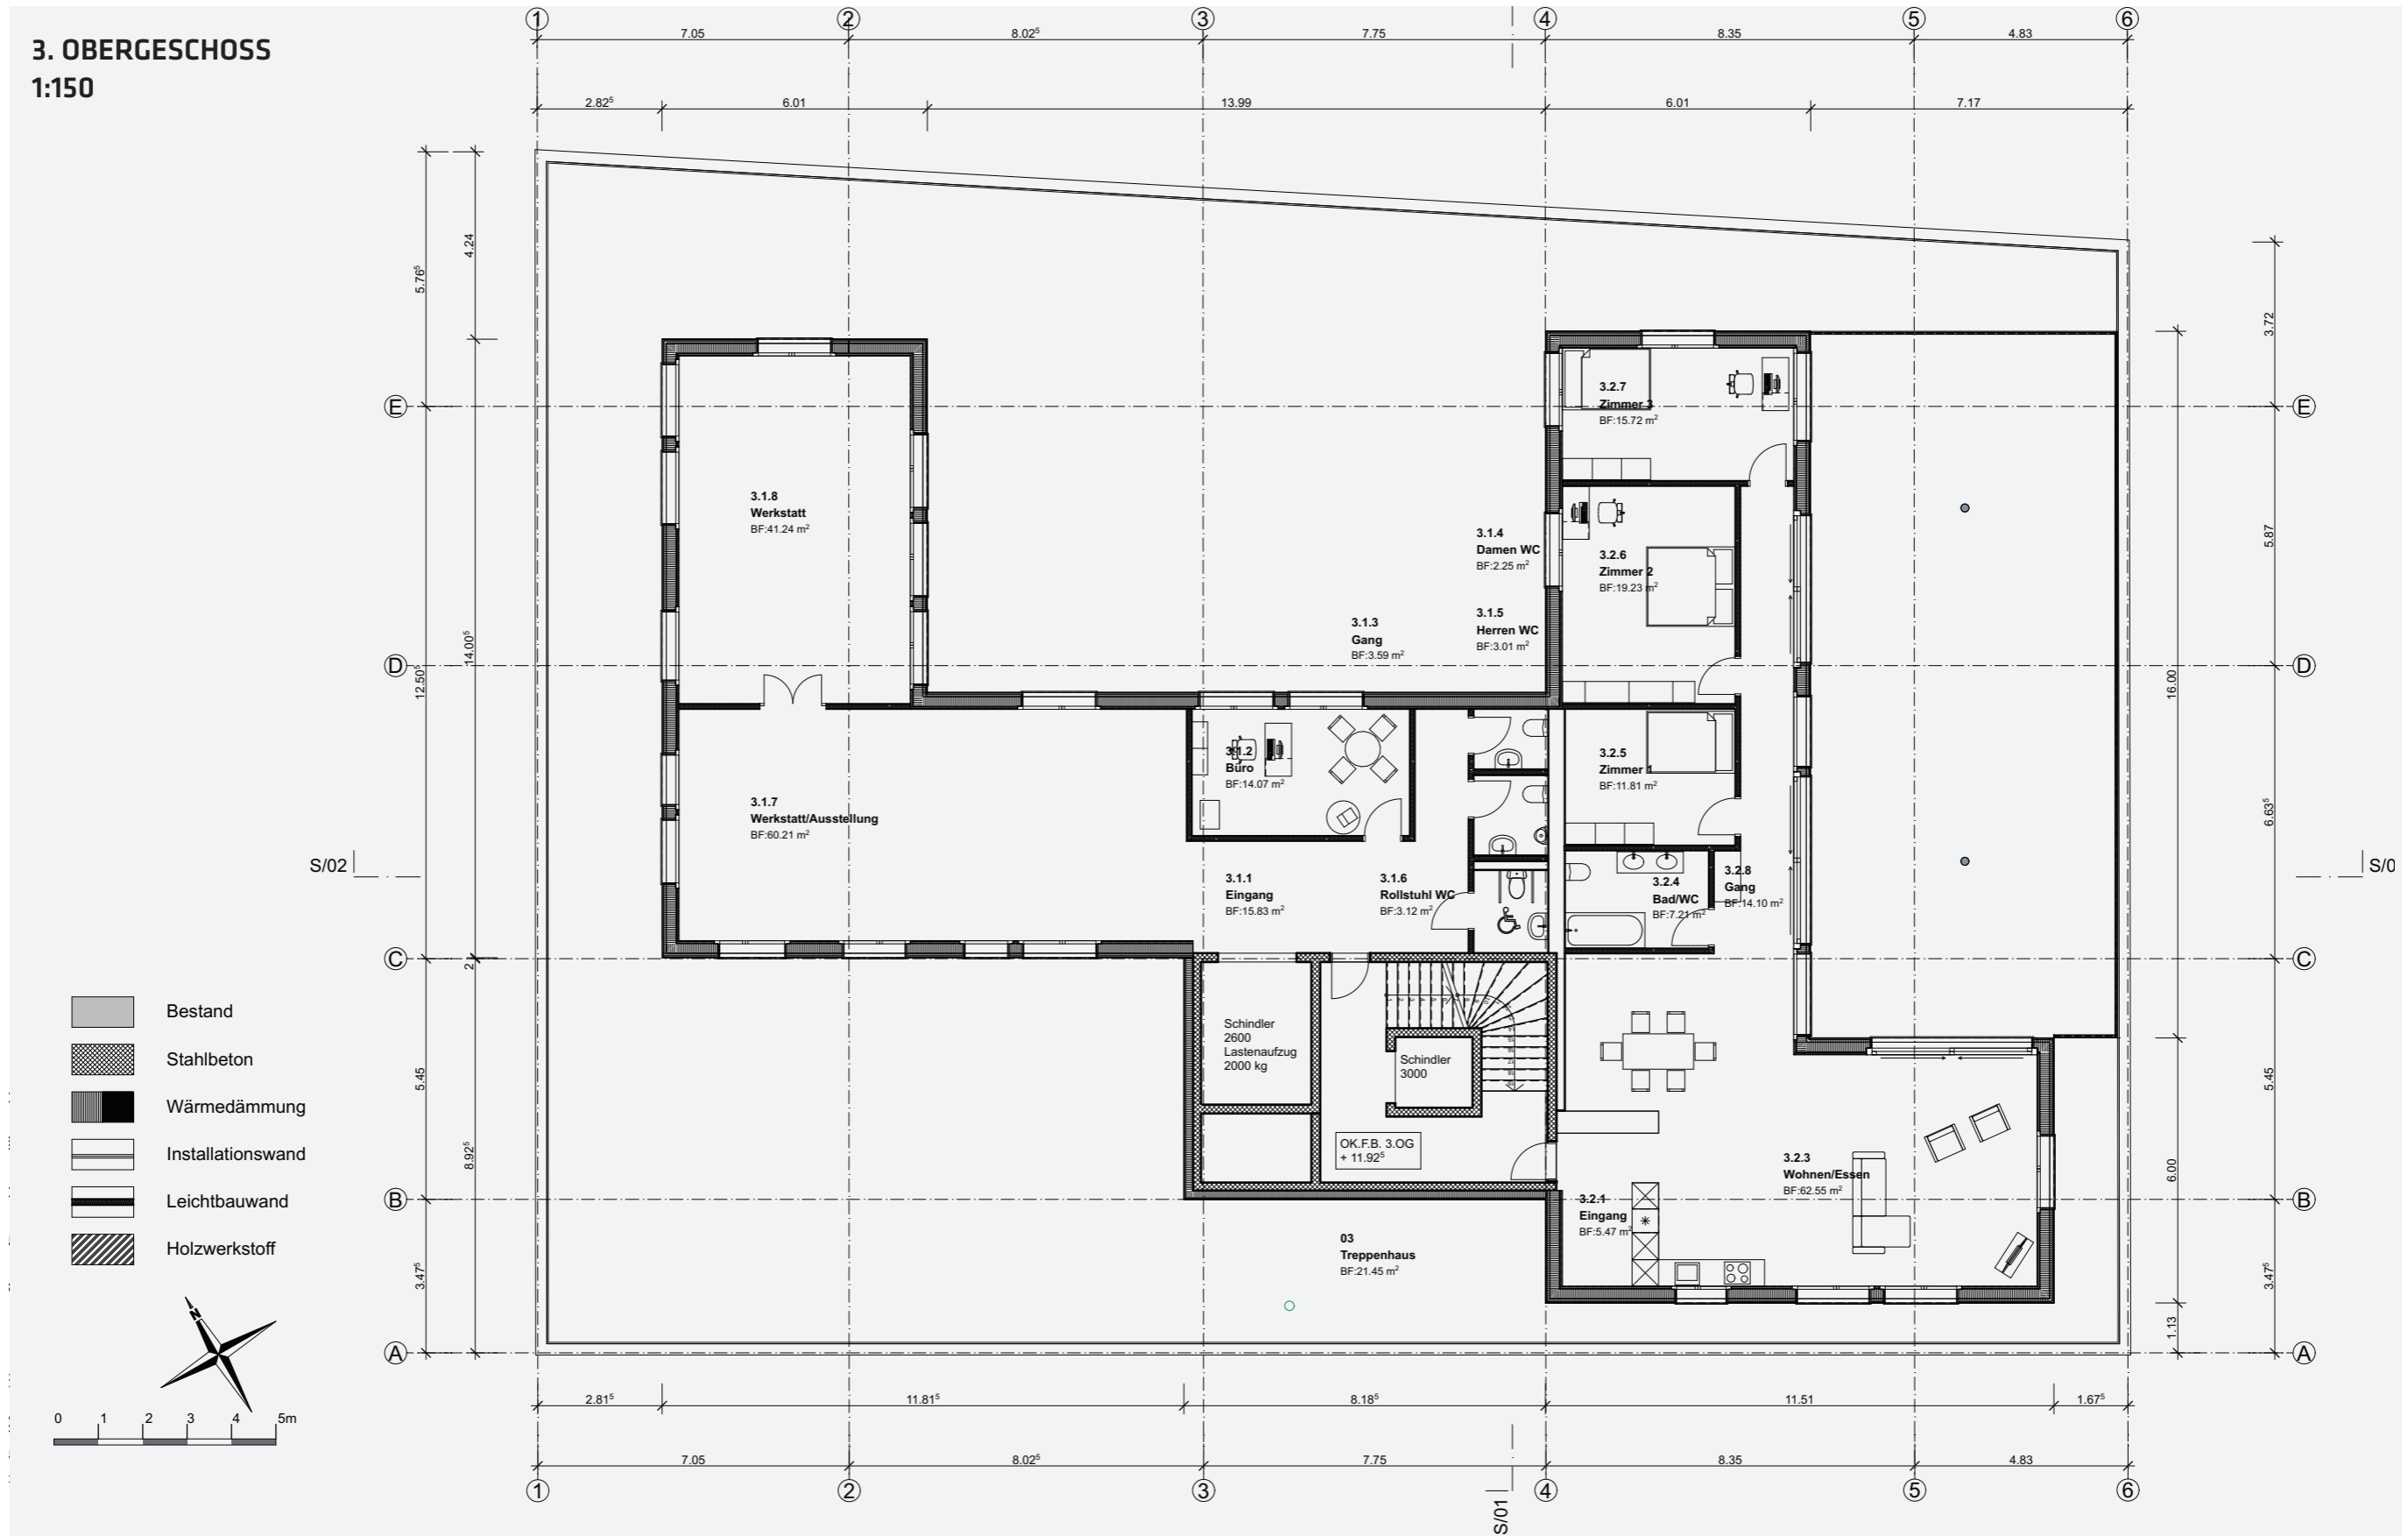 3. OBERGESCHOSS
1:150
1
2
3
4
5
6
7.05
8.02⁵
7.75
8.35
4.83
2.82⁵
6.01
13.99
6.01
7.17
5.76⁵
4.24
3.72
E
E
3.2.7
Zimmer 3
BF:15.72 m²
3.1.8
Werkstatt
BF:41.24 m²
3.1.4
Damen WC
BF:2.25 m²
3.2.6
Zimmer 2
BF:19.23 m²
5.87
3.1.5
Herren WC
BF:3.01 m²
3.1.3
Gang
BF:3.59 m²
14.00⁵
12.50⁵
D
D
16.00
3.1.2
Büro
BF:14.07 m²
3.2.5
Zimmer 1
BF:11.81 m²
3.1.7
Werkstatt/Ausstellung
BF:60.21 m²
6.63⁵
S/02
S/0
3.1.1
Eingang
BF:15.83 m²
3.1.6
Rollstuhl WC
BF:3.12 m²
3.2.4
Bad/WC
BF:7.21 m²
3.2.8
Gang
BF:14.10 m²
C
C
2
Bestand
Stahlbeton
Wärmedämmung
Installationswand
Leichtbauwand
Holzwerkstoff
Schindler
2600
Lastenaufzug
2000 kg
Schindler
3000
5.45
5.45
8.92⁵
6.00
OK.F.B. 3.OG
+ 11.92⁵
3.2.3
Wohnen/Essen
BF:62.55 m²
B
B
3.2.1
Eingang
BF:5.47 m²
03
Treppenhaus
BF:21.45 m²
3.47⁵
3.47⁵
1.13
N
A
A
0 1 2 3 4 5m
2.81⁵
11.81⁵
8.18⁵
11.51
1.67⁵
7.05
8.02⁵
7.75
8.35
4.83
1
2
3
4
5
6
S/01